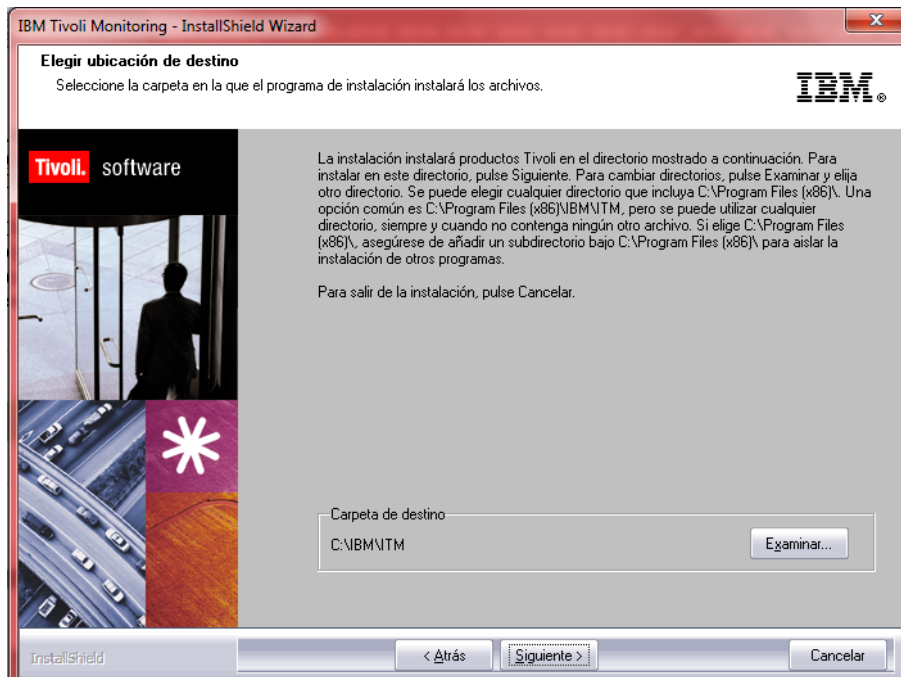 IBM Tivoli Monitoring - InstallShield Wizard
Elegir ubicación de destino
Seleccione la carpeta en la que el programa de instalación instalará los archivos.
IBM®
Tivoli. software
La instalación instalará productos Tivoli en el directorio mostrado a continuación. Para
instalar en este directorio, pulse Siguiente. Para cambiar directorios, pulse Examinar y elija
otro directorio. Se puede elegir cualquier directorio que incluya C:\Program Files (x86)\. Una
opción común es C:\Program Files (x86)\IBM\ITM, pero se puede utilizar cualquier
directorio, siempre y cuando no contenga ningún otro archivo. Si elige C:\Program Files
(x86)\, asegúrese de añadir un subdirectorio bajo C:\Program Files (x86)\ para aislar la
instalación de otros programas.
Para salir de la instalación, pulse Cancelar.
Carpeta de destino
C:\IBM\ITM
Examinar...
InstallShield
< Atrás
Siguiente >
Cancelar